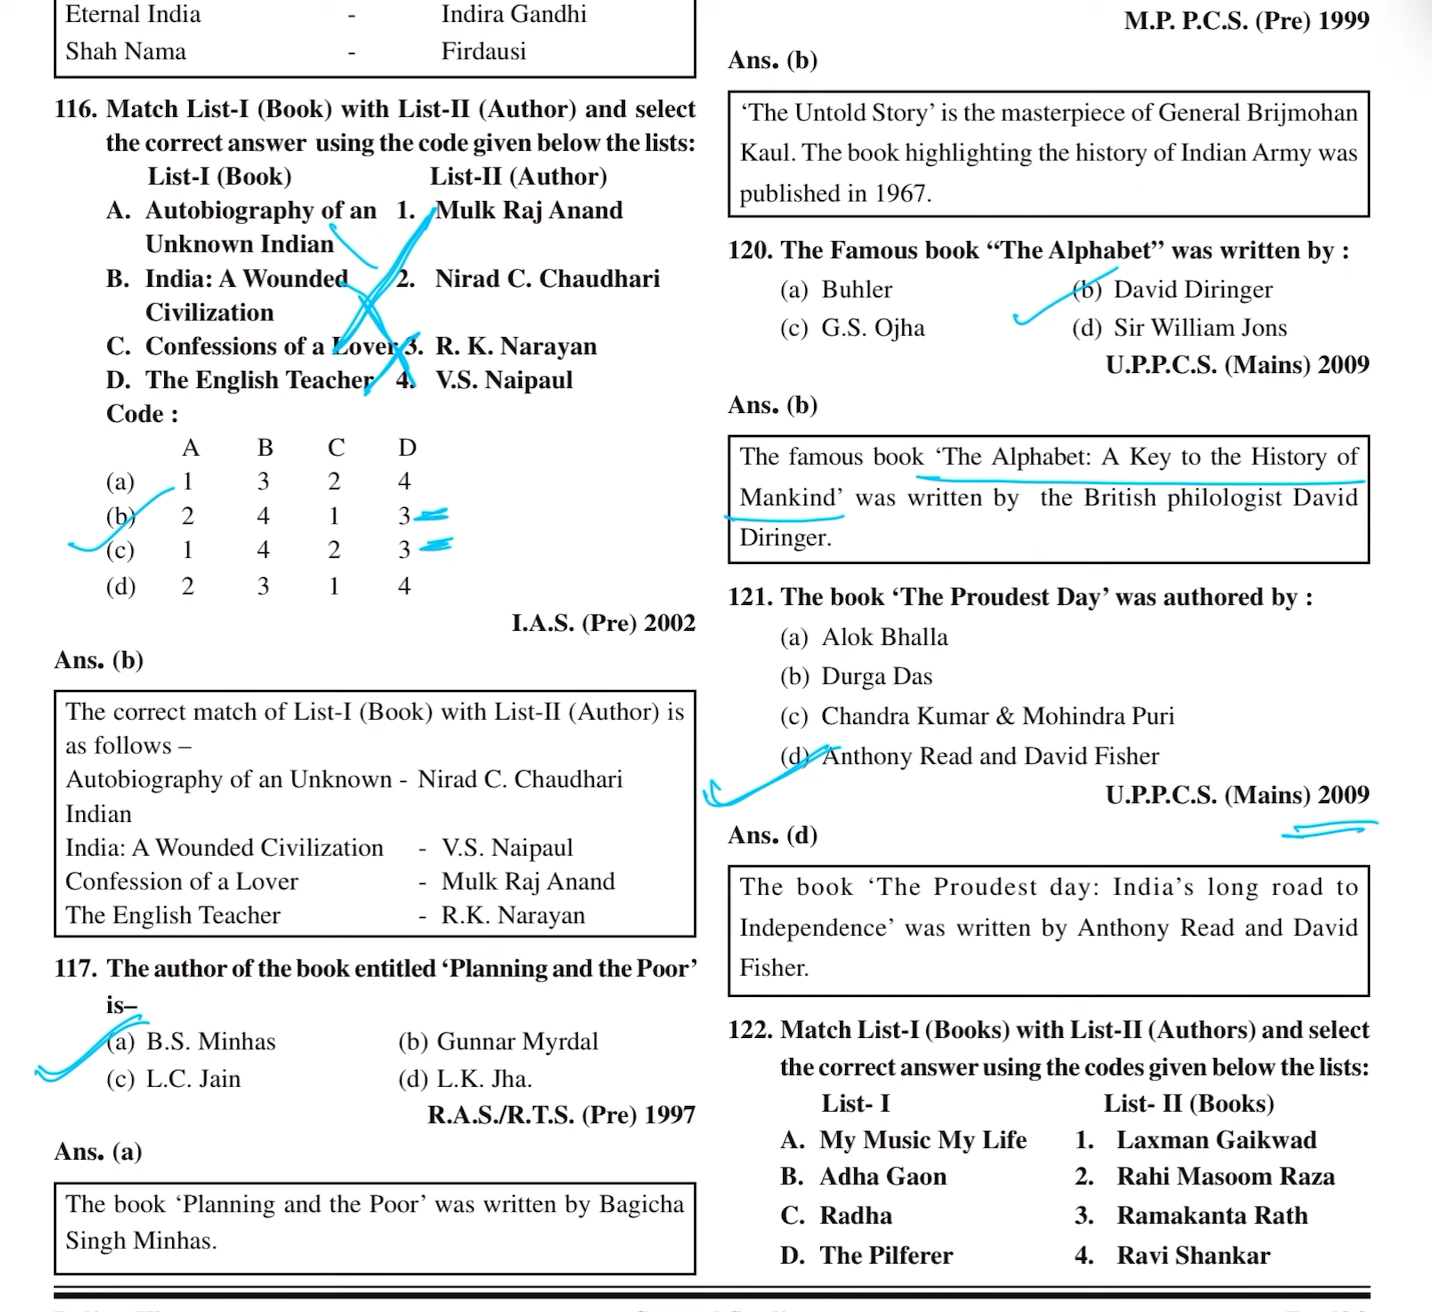 Eternal India - Indira Gandhi
Shah Nama - Firdausi
116. Match List-I (Book) with List-II (Author) and select
the correct answer using the code given below the lists:
List-I (Book) List-II (Author)
A. Autobiography of an 1. Mulk Raj Anand
Unknown Indian
B. India: A Wounded 2. Nirad C. Chaudhari
Civilization
C. Confessions of a Lover 3. R. K. Narayan
D. The English Teacher 4. V.S. Naipaul
Code :
A B C D
(a) 1 3 2 4
(b) 2 4 1 3
(c) 1 4 2 3
(d) 2 3 1 4
I.A.S. (Pre) 2002
Ans. (b)
The correct match of List-I (Book) with List-II (Author) is
as follows –
Autobiography of an Unknown - Nirad C. Chaudhari
Indian
India: A Wounded Civilization - V.S. Naipaul
Confession of a Lover - Mulk Raj Anand
The English Teacher - R.K. Narayan
117. The author of the book entitled ‘Planning and the Poor’
is–
(a) B.S. Minhas (b) Gunnar Myrdal
(c) L.C. Jain (d) L.K. Jha.
R.A.S./R.T.S. (Pre) 1997
Ans. (a)
The book ‘Planning and the Poor’ was written by Bagicha
Singh Minhas.
M.P. P.C.S. (Pre) 1999
Ans. (b)
‘The Untold Story’ is the masterpiece of General Brijmohan
Kaul. The book highlighting the history of Indian Army was
published in 1967.
120. The Famous book “The Alphabet” was written by :
(a) Buhler (b) David Diringer
(c) G.S. Ojha (d) Sir William Jons
U.P.P.C.S. (Mains) 2009
Ans. (b)
The famous book ‘The Alphabet: A Key to the History of
Mankind’ was written by the British philologist David
Diringer.
121. The book ‘The Proudest Day’ was authored by :
(a) Alok Bhalla
(b) Durga Das
(c) Chandra Kumar & Mohindra Puri
(d) Anthony Read and David Fisher
U.P.P.C.S. (Mains) 2009
Ans. (d)
The book ‘The Proudest day: India’s long road to
Independence’ was written by Anthony Read and David
Fisher.
122. Match List-I (Books) with List-II (Authors) and select
the correct answer using the codes given below the lists:
List- I List- II (Books)
A. My Music My Life 1. Laxman Gaikwad
B. Adha Gaon 2. Rahi Masoom Raza
C. Radha 3. Ramakanta Rath
D. The Pilferer 4. Ravi Shankar